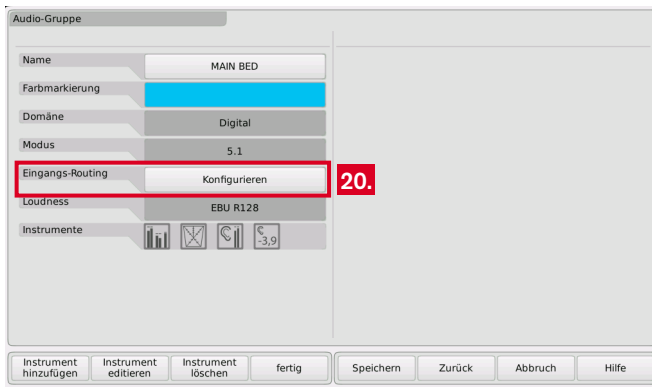 Audio-Gruppe
Name
MAIN BED
Farbmarkierung
Domäne
Digital
Modus
5.1
Eingangs-Routing
Konfigurieren
20.
Loudness
EBU R128
Instrumente
-3,9
Instrument
hinzufügen
Instrument
editieren
Instrument
löschen
fertig
Speichern
Zurück
Abbruch
Hilfe